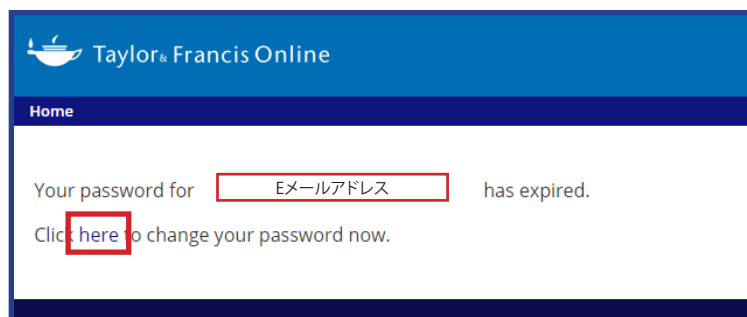 Taylor & Francis Online
Home
Your password for Eメールアドレス has expired.
Click here to change your password now.